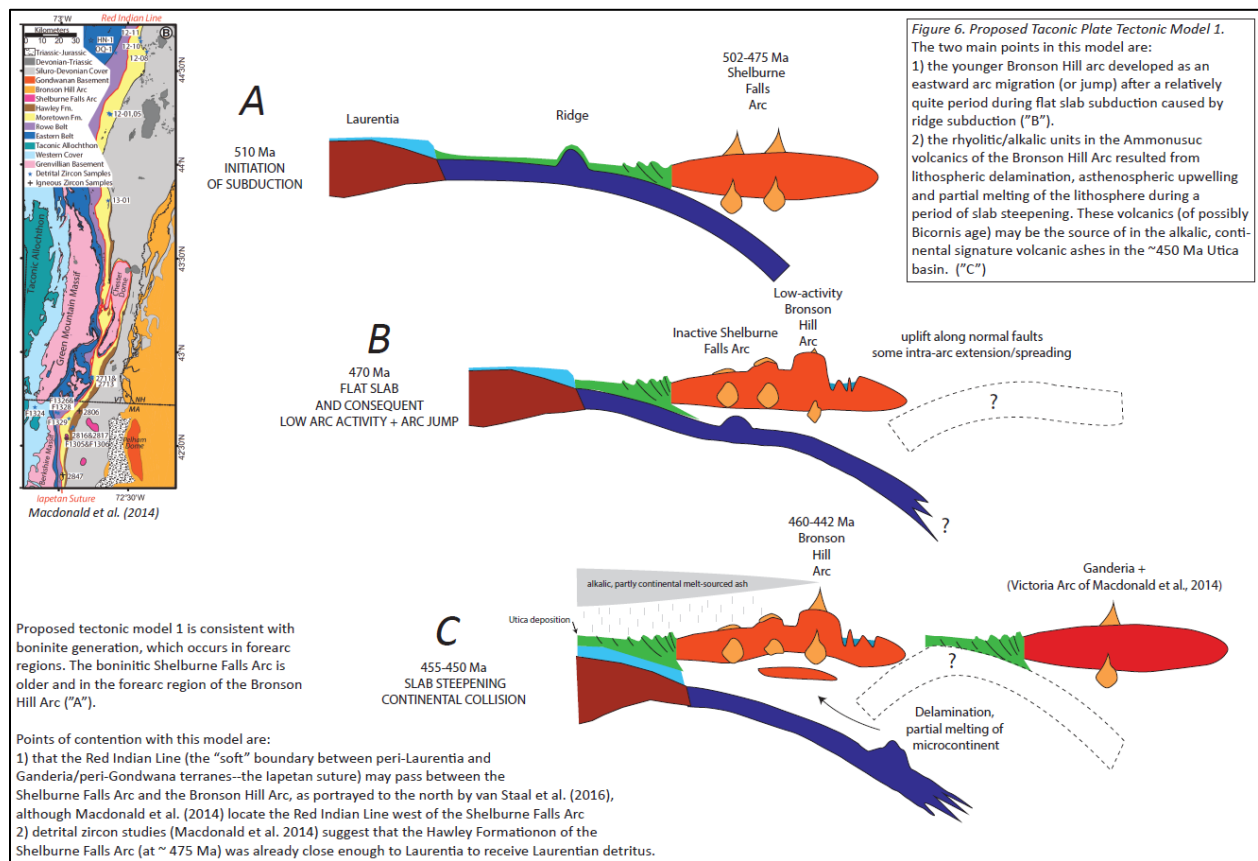 Red Indian Line
73°W
Kilometers
0 10 20 30
B
HN-1
DQ-1
12-11
12-10
12-08
Triassic-Jurassic
Devonian-Triassic
Siluro-Devonian Cover
Gondwanan Basement
Bronson Hill Arc
Shelburne Falls Arc
Hawley Fm.
Moretown Fm.
Rowe Belt
Eastern Belt
Taconic Allochthon
Western Cover
Grenvillian Basement
Detrital Zircon Samples
Igneous Zircon Samples
44°30'N
12-01,05
44°N
13-01
43°30'N
Taconic Allochthon
Green Mountain Massif
Chester
Dome
43°N
2711&
VT NH
MA
F1326&
F1328
F1324
F1329
2806
2816&2817
F1305&F1306
Pelham
Dome
42°30'N
Berkshire Massif
2847
Iapetan Suture
72°30'W
Macdonald et al. (2014)
A
510 Ma
INITIATION
OF SUBDUCTION
Laurentia
Ridge
502-475 Ma
Shelburne
Falls
Arc
Figure 6. Proposed Taconic Plate Tectonic Model 1.
The two main points in this model are:
1) the younger Bronson Hill arc developed as an
eastward arc migration (or jump) after a relatively
quite period during flat slab subduction caused by
ridge subduction ("B").
2) the rhyolitic/alkalic units in the Ammonusuc
volcanics of the Bronson Hill Arc resulted from
lithospheric delamination, asthenospheric upwelling
and partial melting of the lithosphere during a
period of slab steepening. These volcanics (of possibly
Bicornis age) may be the source of in the alkalic, conti-
nental signature volcanic ashes in the ~450 Ma Utica
basin. ("C")
B
470 Ma
FLAT SLAB
AND CONSEQUENT
LOW ARC ACTIVITY + ARC JUMP
Inactive Shelburne
Falls Arc
Low-activity
Bronson
Hill
Arc
uplift along normal faults
some intra-arc extension/spreading
?
?
C
455-450 Ma
SLAB STEEPENING
CONTINENTAL COLLISION
alkalic, partly continental melt-sourced ash
Utica deposition
460-442 Ma
Bronson
Hill
Arc
Ganderia +
(Victoria Arc of Macdonald et al., 2014)
?
Delamination,
partial melting of
microcontinent
Proposed tectonic model 1 is consistent with
boninite generation, which occurs in forearc
regions. The boninitic Shelburne Falls Arc is
older and in the forearc region of the Bronson
Hill Arc ("A").
Points of contention with this model are:
1) that the Red Indian Line (the "soft" boundary between peri-Laurentia and
Ganderia/peri-Gondwana terranes--the Iapetan suture) may pass between the
Shelburne Falls Arc and the Bronson Hill Arc, as portrayed to the north by van Staal et al. (2016),
although Macdonald et al. (2014) locate the Red Indian Line west of the Shelburne Falls Arc
2) detrital zircon studies (Macdonald et al. 2014) suggest that the Hawley Formationon of the
Shelburne Falls Arc (at ~ 475 Ma) was already close enough to Laurentia to receive Laurentian detritus.